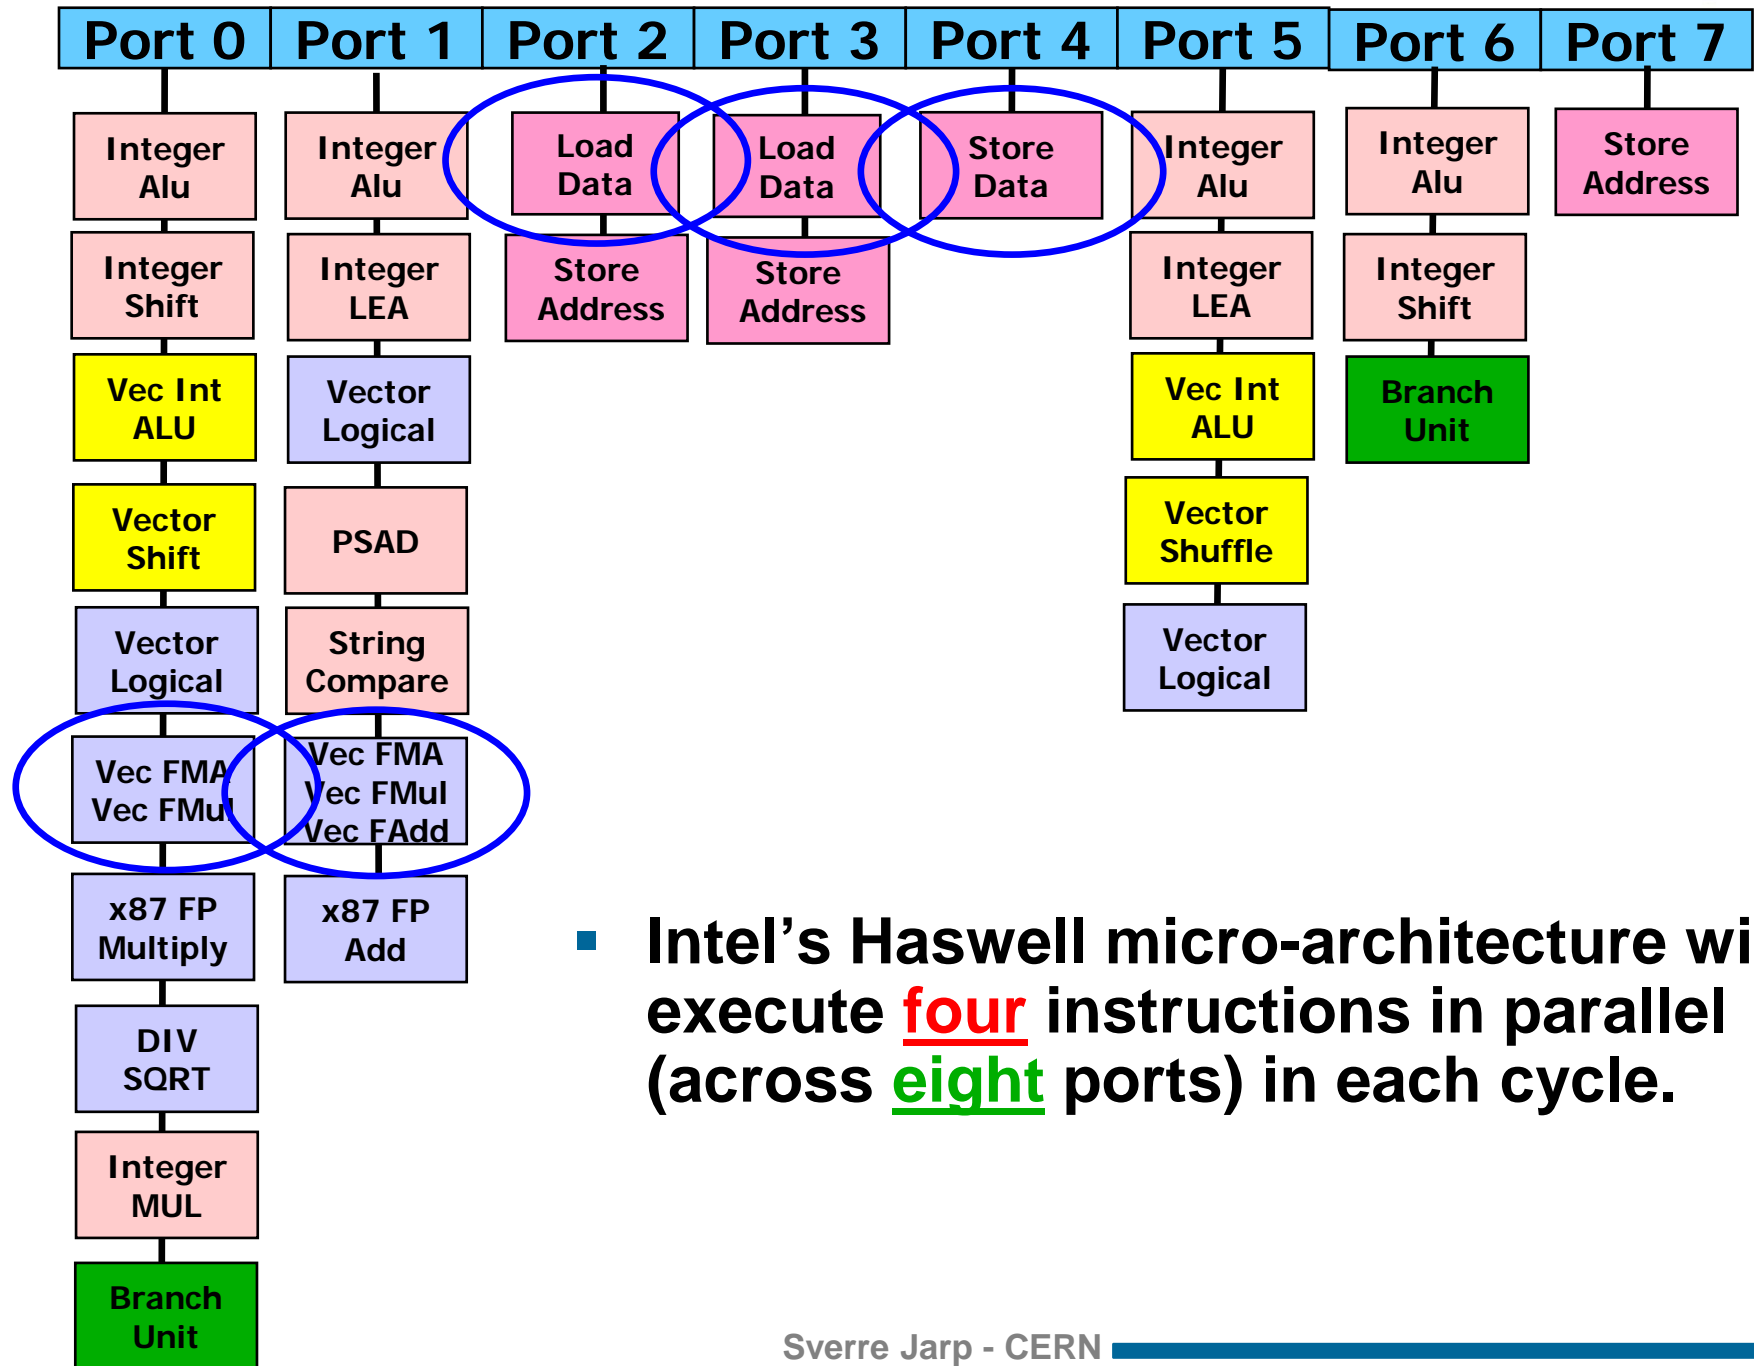 Port 0
Port 1
Port 2
Port 3
Port 4
Port 5
Port 6
Port 7
Integer
Alu
Integer
Shift
Vec Int
ALU
Vector
Shift
Vector
Logical
Vec FMA
Vec FMul
x87 FP
Multiply
DIV
SQRT
Integer
MUL
Branch
Unit
Integer
Alu
Integer
LEA
Vector
Logical
PSAD
String
Compare
Vec FMA
Vec FMul
Vec FAdd
x87 FP
Add
Load
Data
Store
Address
Load
Data
Store
Address
Store
Data
Integer
Alu
Integer
LEA
Vec Int
ALU
Vector
Shuffle
Vector
Logical
Integer
Alu
Integer
Shift
Branch
Unit
Store
Address
▪ Intel's Haswell micro-architecture wi
execute four instructions in parallel
(across eight ports) in each cycle.
Sverre Jarp - CERN